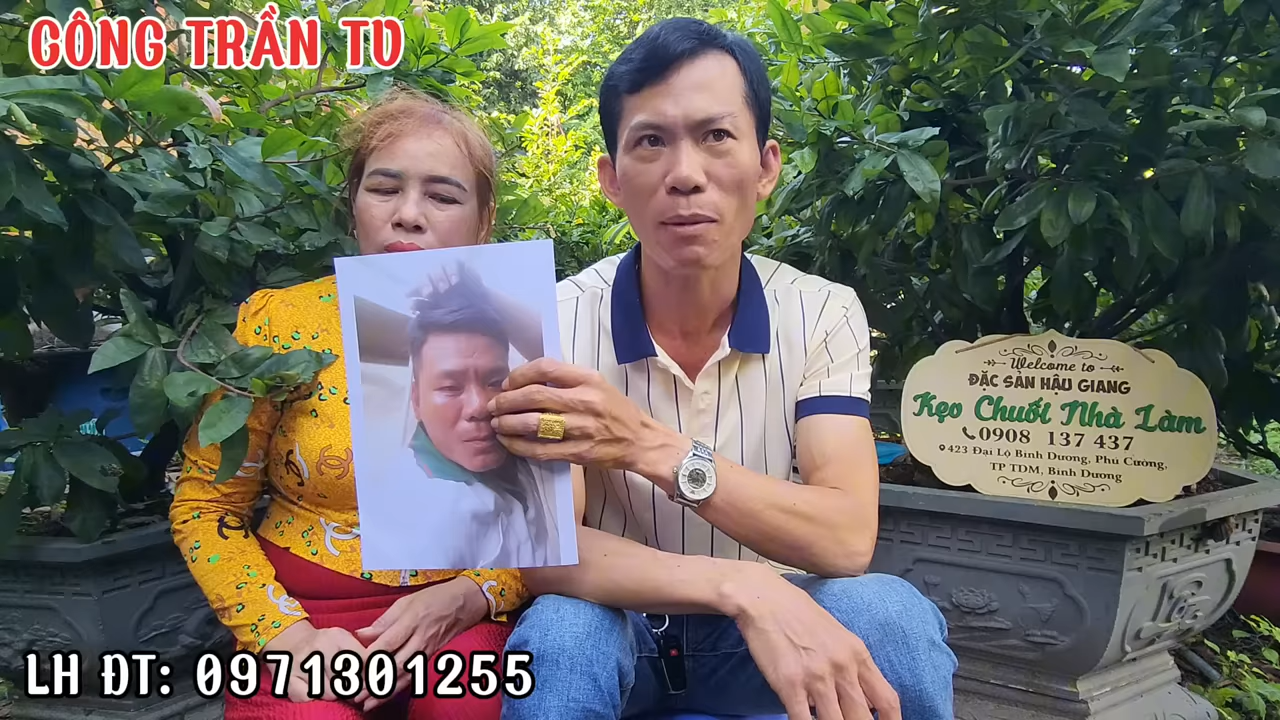 CÔNG TRẦN TV
Welcome to
ĐẶC SẢN HẬU GIANG
Kẹo Chuối Nhà Làm
0908 137 437
423 Đại Lộ Bình Dương, Phú Cường,
TP TDM, Bình Dương
LH ĐT: 0971301255